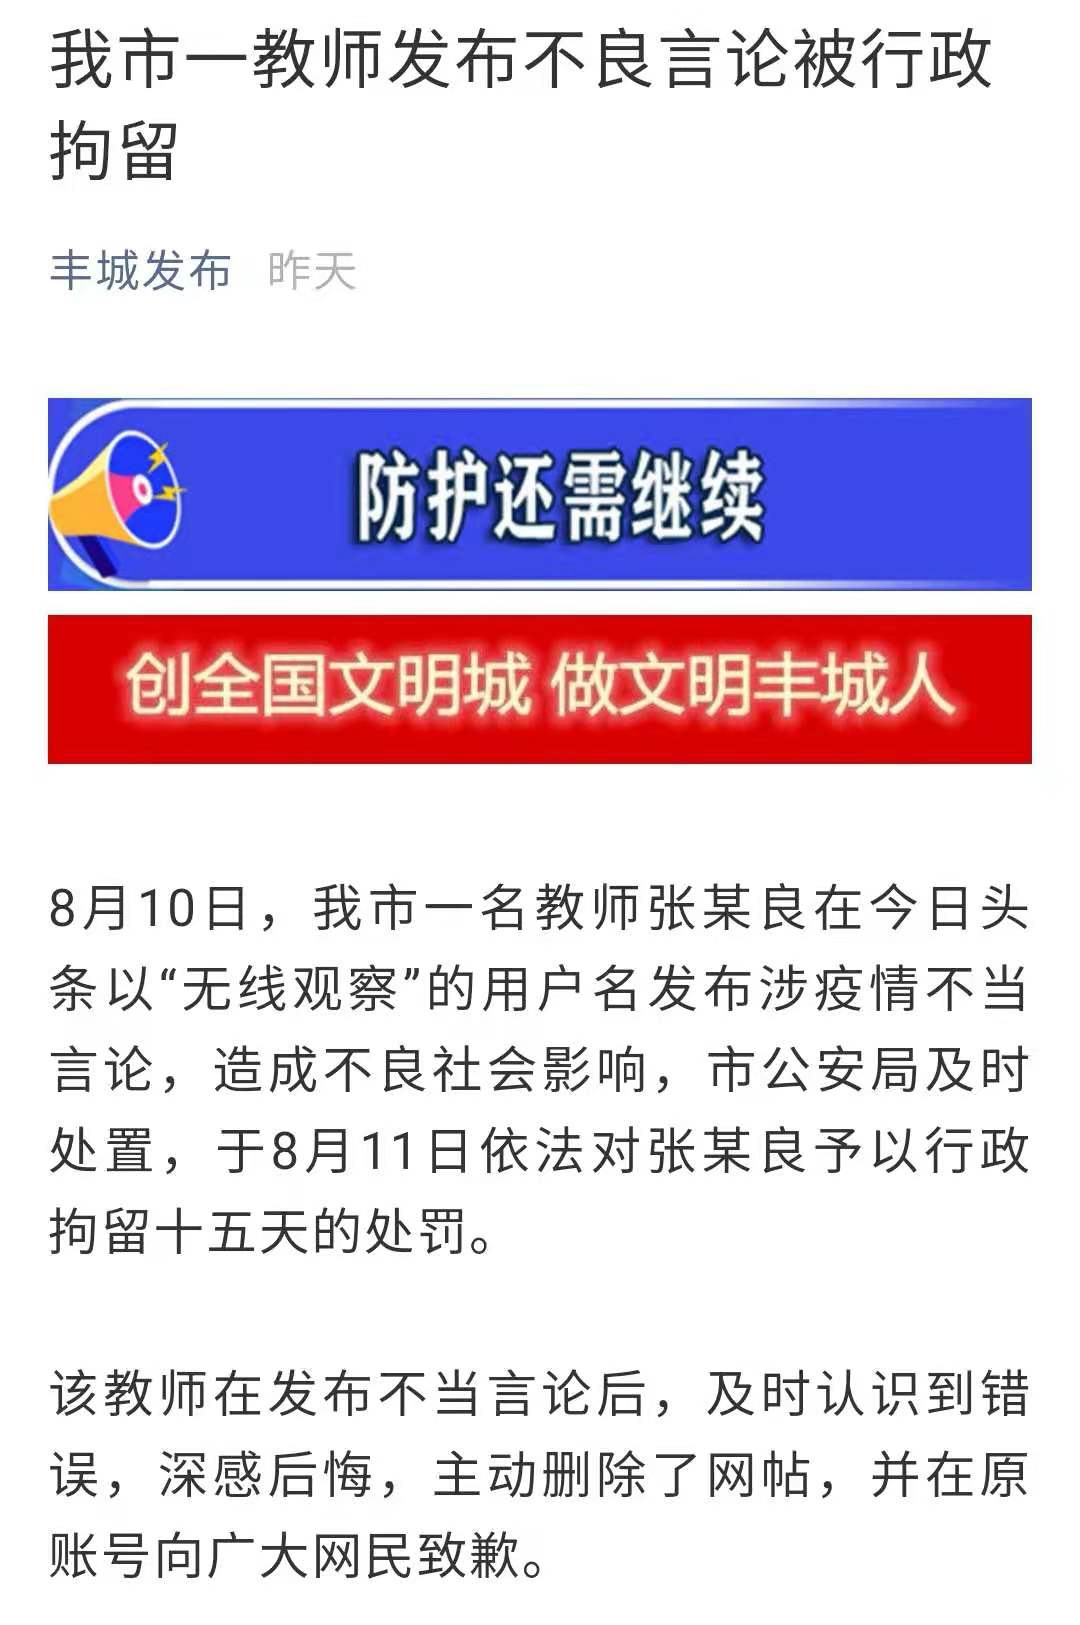 我市一教师发布不良言论被行政
拘留
丰城发布 昨天
防护还需继续
创全国文明城 做文明丰城人
8月10日，我市一名教师张某良在今日头
条以“无线观察”的用户名发布涉疫情不当
言论，造成不良社会影响，市公安局及时
处置，于8月11日依法对张某良予以行政
拘留十五天的处罚。
该教师在发布不当言论后，及时认识到错
误，深感后悔，主动删除了网帖，并在原
账号向广大网民致歉。